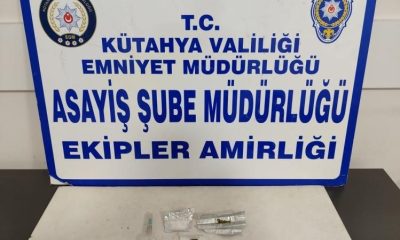 T.C.
KÜTAHYA VALİLİĞİ
EMNİYET MÜDÜRLÜĞÜ
ASAYİŞ ŞUBE MÜDÜRLÜĞÜ
EKİPLER AMİRLİĞİ